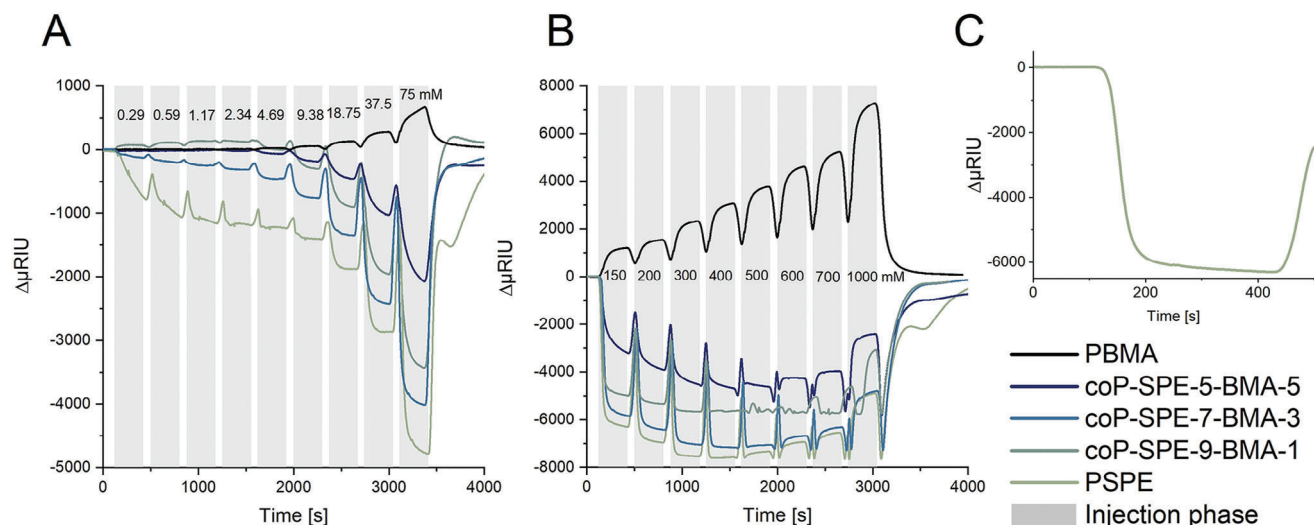 A
B
C
1000
0
-1000
-2000
-3000
-4000
-5000
ΔµRIU
0.29 0.59 1.17 2.34 4.69 9.38 18.75 37.5 75 mM
0 1000 2000 3000 4000
Time [s]
8000
6000
4000
2000
0
-2000
-4000
-6000
-8000
ΔµRIU
150 200 300 400 500 600 700 1000 mM
0 1000 2000 3000 4000
Time [s]
0
-2000
-4000
-6000
ΔµRIU
0 200 400
Time [s]
PBMA
coP-SPE-5-BMA-5
coP-SPE-7-BMA-3
coP-SPE-9-BMA-1
PSPE
Injection phase